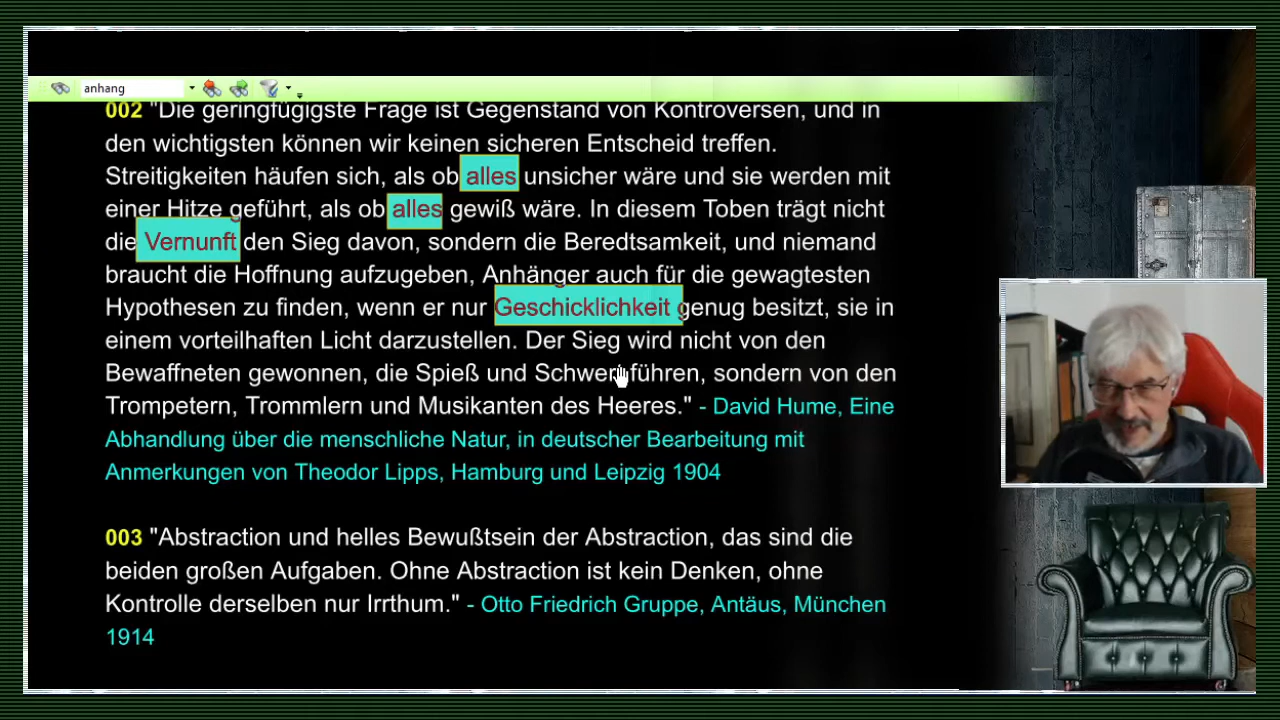 anhang
002 "Die geringfügigste Frage ist Gegenstand von Kontroversen, und in
den wichtigsten können wir keinen sicheren Entscheid treffen.
Streitigkeiten häufen sich, als ob alles unsicher wäre und sie werden mit
einer Hitze geführt, als ob alles gewiß wäre. In diesem Toben trägt nicht
die Vernunft den Sieg davon, sondern die Beredtsamkeit, und niemand
braucht die Hoffnung aufzugeben, Anhänger auch für die gewagtesten
Hypothesen zu finden, wenn er nur Geschicklichkeit genug besitzt, sie in
einem vorteilhaften Licht darzustellen. Der Sieg wird nicht von den
Bewaffneten gewonnen, die Spieß und Schwert führen, sondern von den
Trompetern, Trommlern und Musikanten des Heeres." - David Hume, Eine
Abhandlung über die menschliche Natur, in deutscher Bearbeitung mit
Anmerkungen von Theodor Lipps, Hamburg und Leipzig 1904
003 "Abstraction und helles Bewußtsein der Abstraction, das sind die
beiden großen Aufgaben. Ohne Abstraction ist kein Denken, ohne
Kontrolle derselben nur Irrthum." - Otto Friedrich Gruppe, Antäus, München
1914